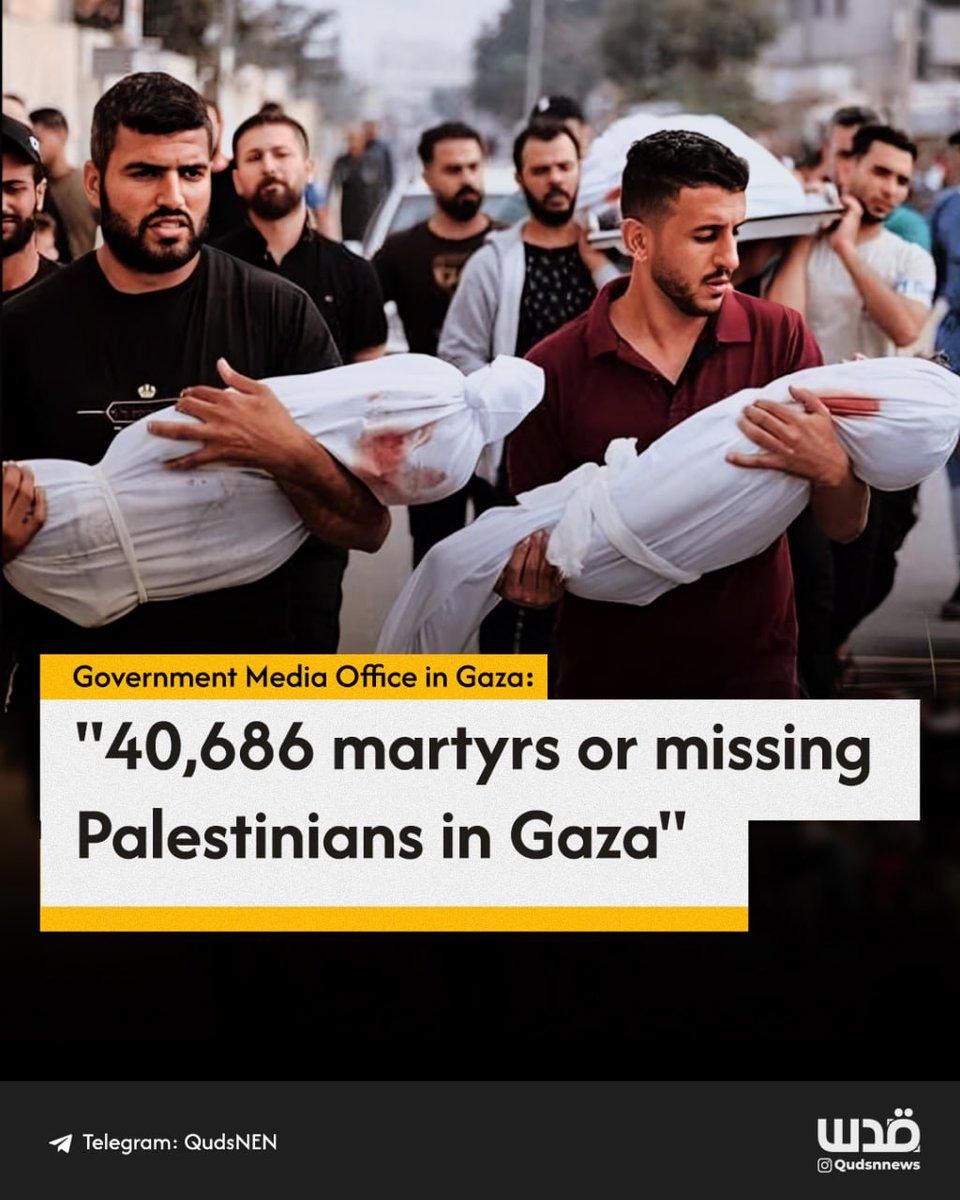 Government Media Office in Gaza:
"40,686 martyrs or missing
Palestinians in Gaza"
Telegram: QudsNEN
قدس
Qudsnnews